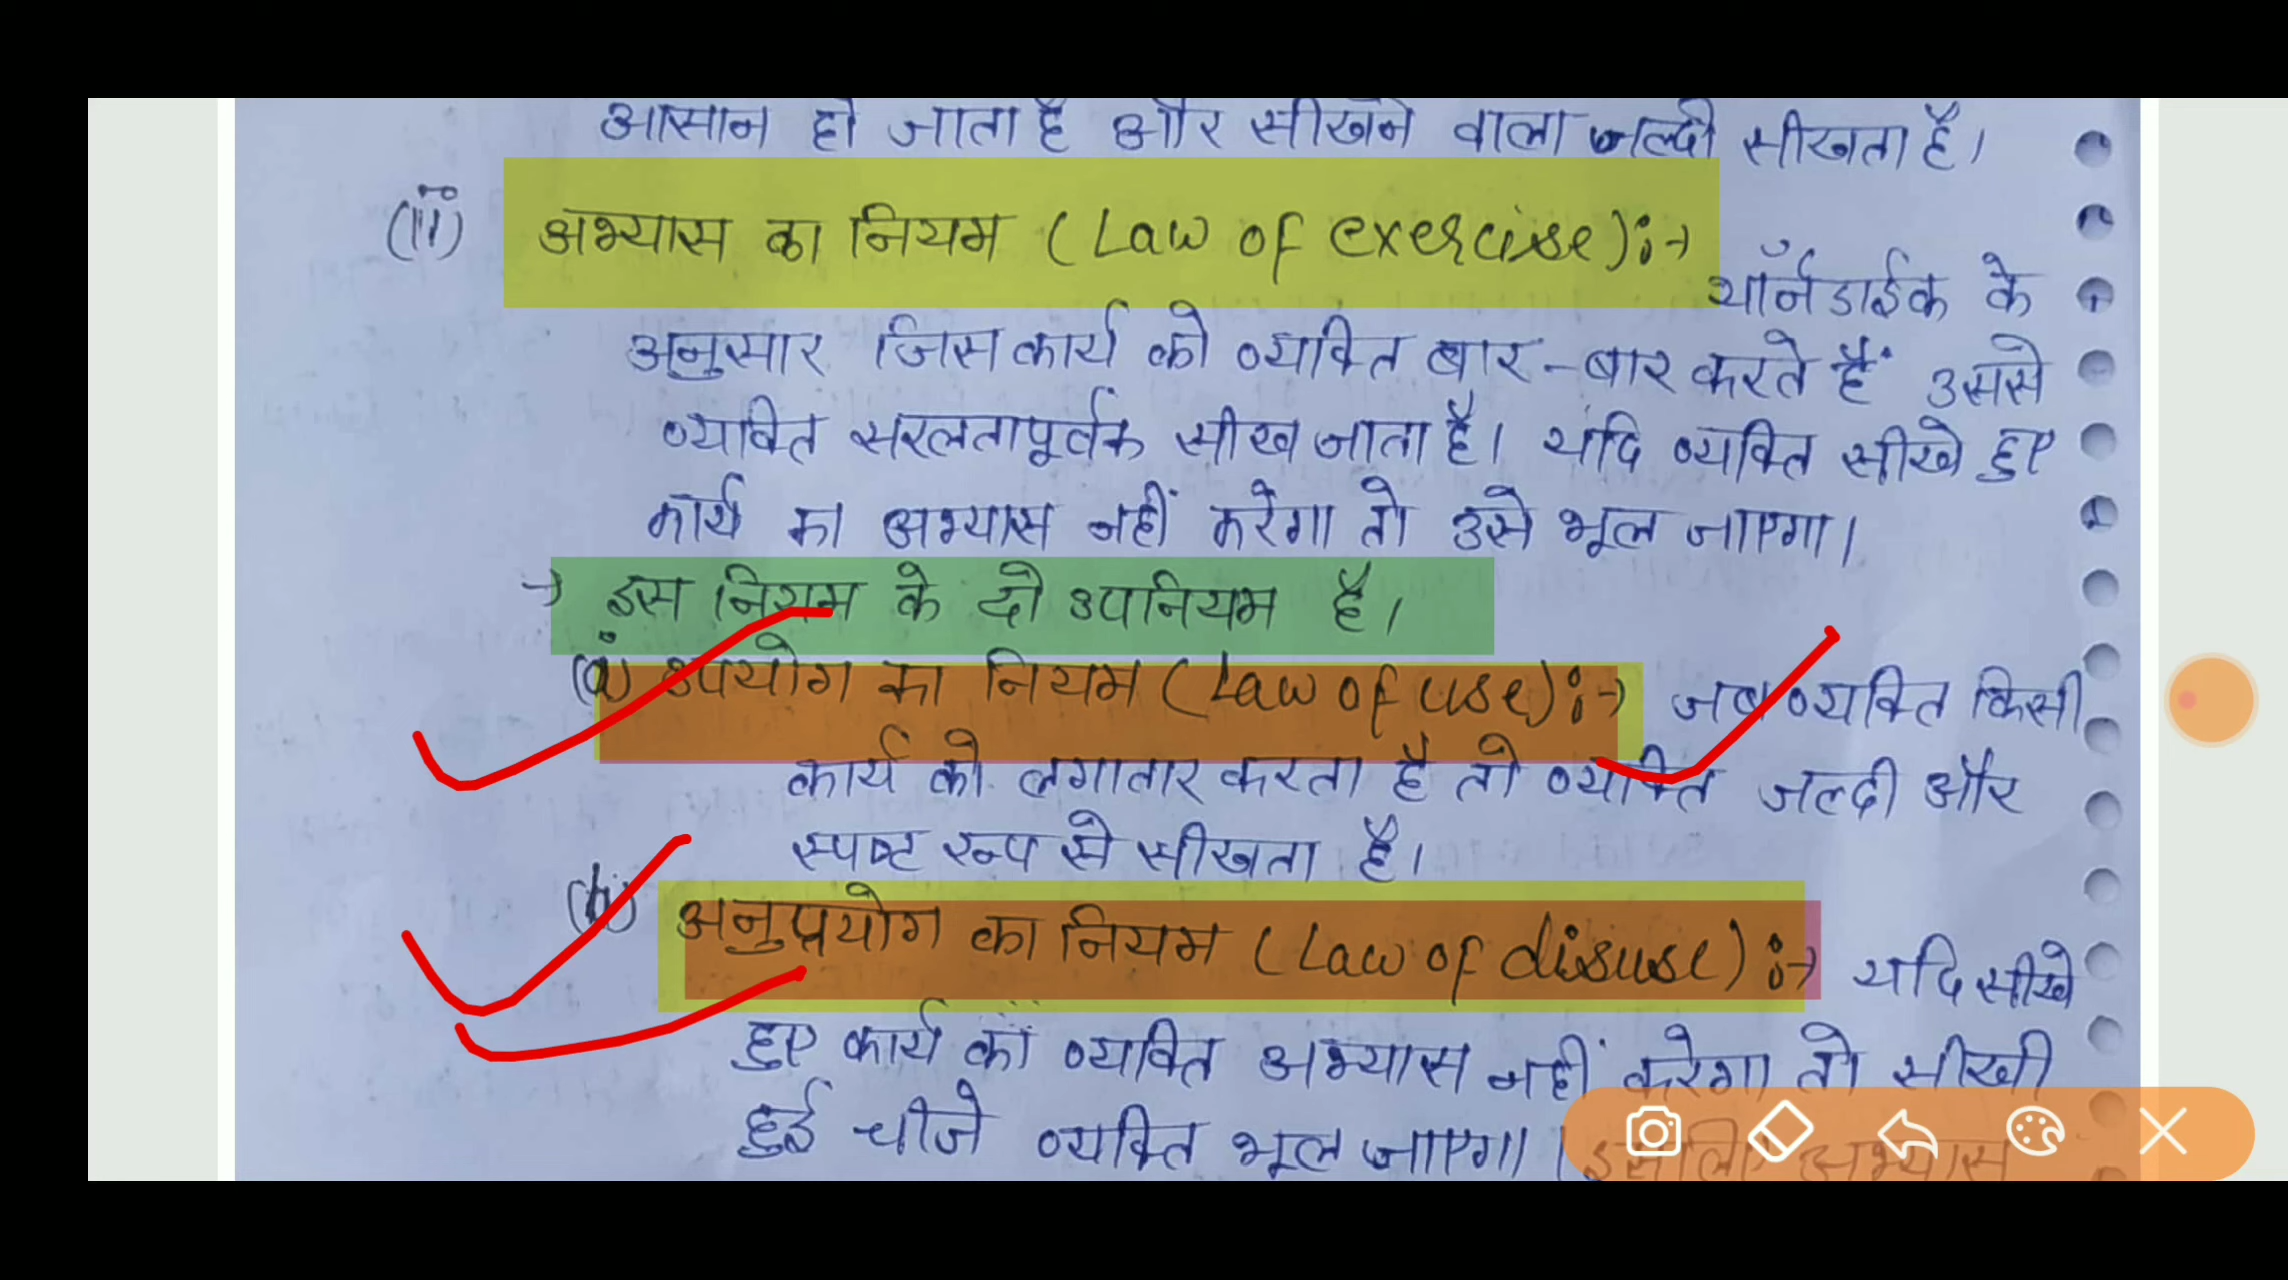 आसान हो जाता है और सीखने वाला जल्दी सीखता है।
(ii) अभ्यास का नियम (Law of exercise):→
थॉर्नडाईक के
अनुसार जिस कार्य को व्यक्ति बार-बार करते हैं उससे
व्यक्ति सरलतापूर्वक सीख जाता है। यदि व्यक्ति सीखे हुए
कार्य का अभ्यास नहीं करेगा तो उसे भूल जाएगा।
→ इस नियम के दो उपनियम है।
(a) उपयोग का नियम (Law of use):→ जब व्यक्ति किसी
कार्य को लगातार करता है तो व्यक्ति जल्दी और
स्पष्ट रूप से सीखता है।
(b) अनुप्रयोग का नियम (Law of disuse):→ यदि सीखे
हुए कार्य को व्यक्ति अभ्यास नहीं करेगा तो सीखी
हुई चीजे व्यक्ति भूल जाएगा। इसलिए अभ्यास